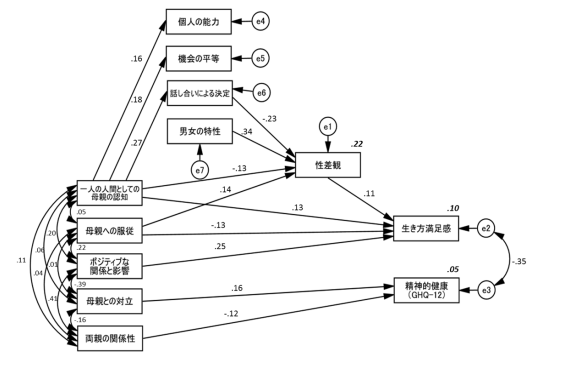 個人の能力
e4
機会の平等
e5
.16
話し合いによる決定
e6
.18
-.23
男女の特性
.34
e1
.27
.22
e7
性差観
-.13
一人の人間としての
母親の認知
.14
.11
.05
.13
.10
母親への服従
-.13
生き方満足感
e2
.20
.22
.06
.25
.11
.01
ポジティブな
関係と影響
-.35
.04
.05
-.39
母親との対立
.16
精神的健康
(GHQ-12)
e3
.41
-.12
-.16
両親の関係性